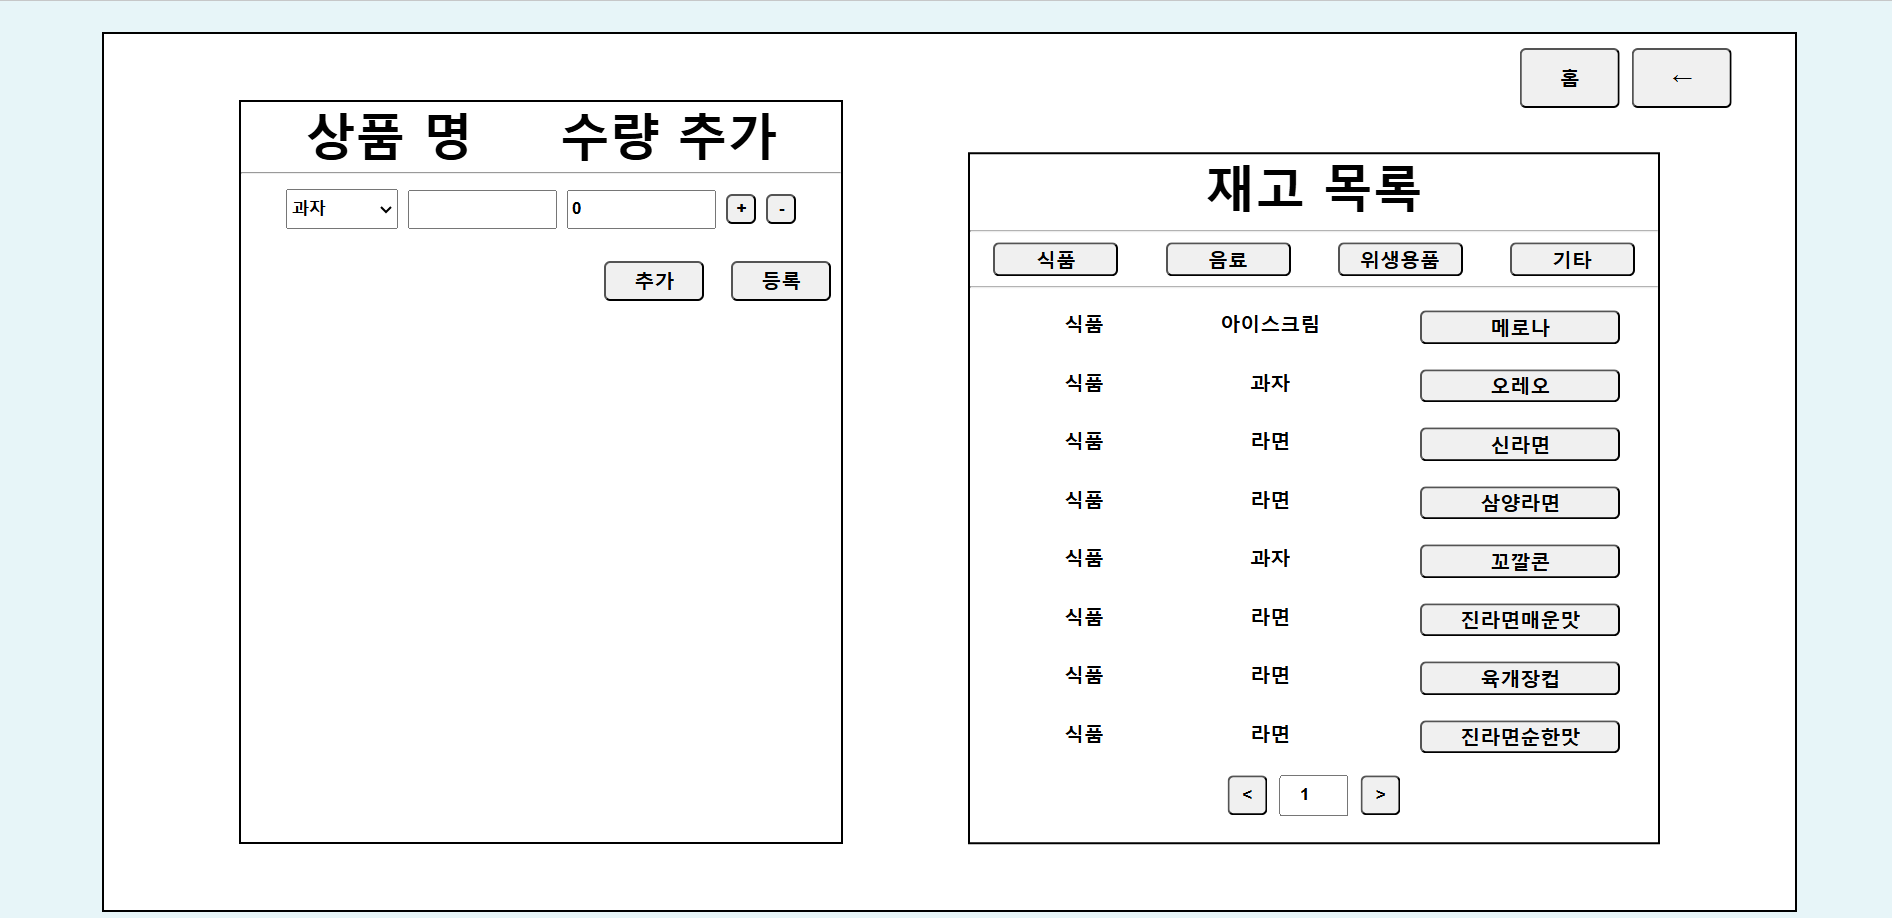 홈 ←
상품 명 수량 추가
과자 0 + -
추가 등록
재고 목록
식품 음료 위생용품 기타
식품 아이스크림 메로나
식품 과자 오레오
식품 라면 신라면
식품 라면 삼양라면
식품 과자 꼬깔콘
식품 라면 진라면매운맛
식품 라면 육개장컵
식품 라면 진라면순한맛
< 1 >